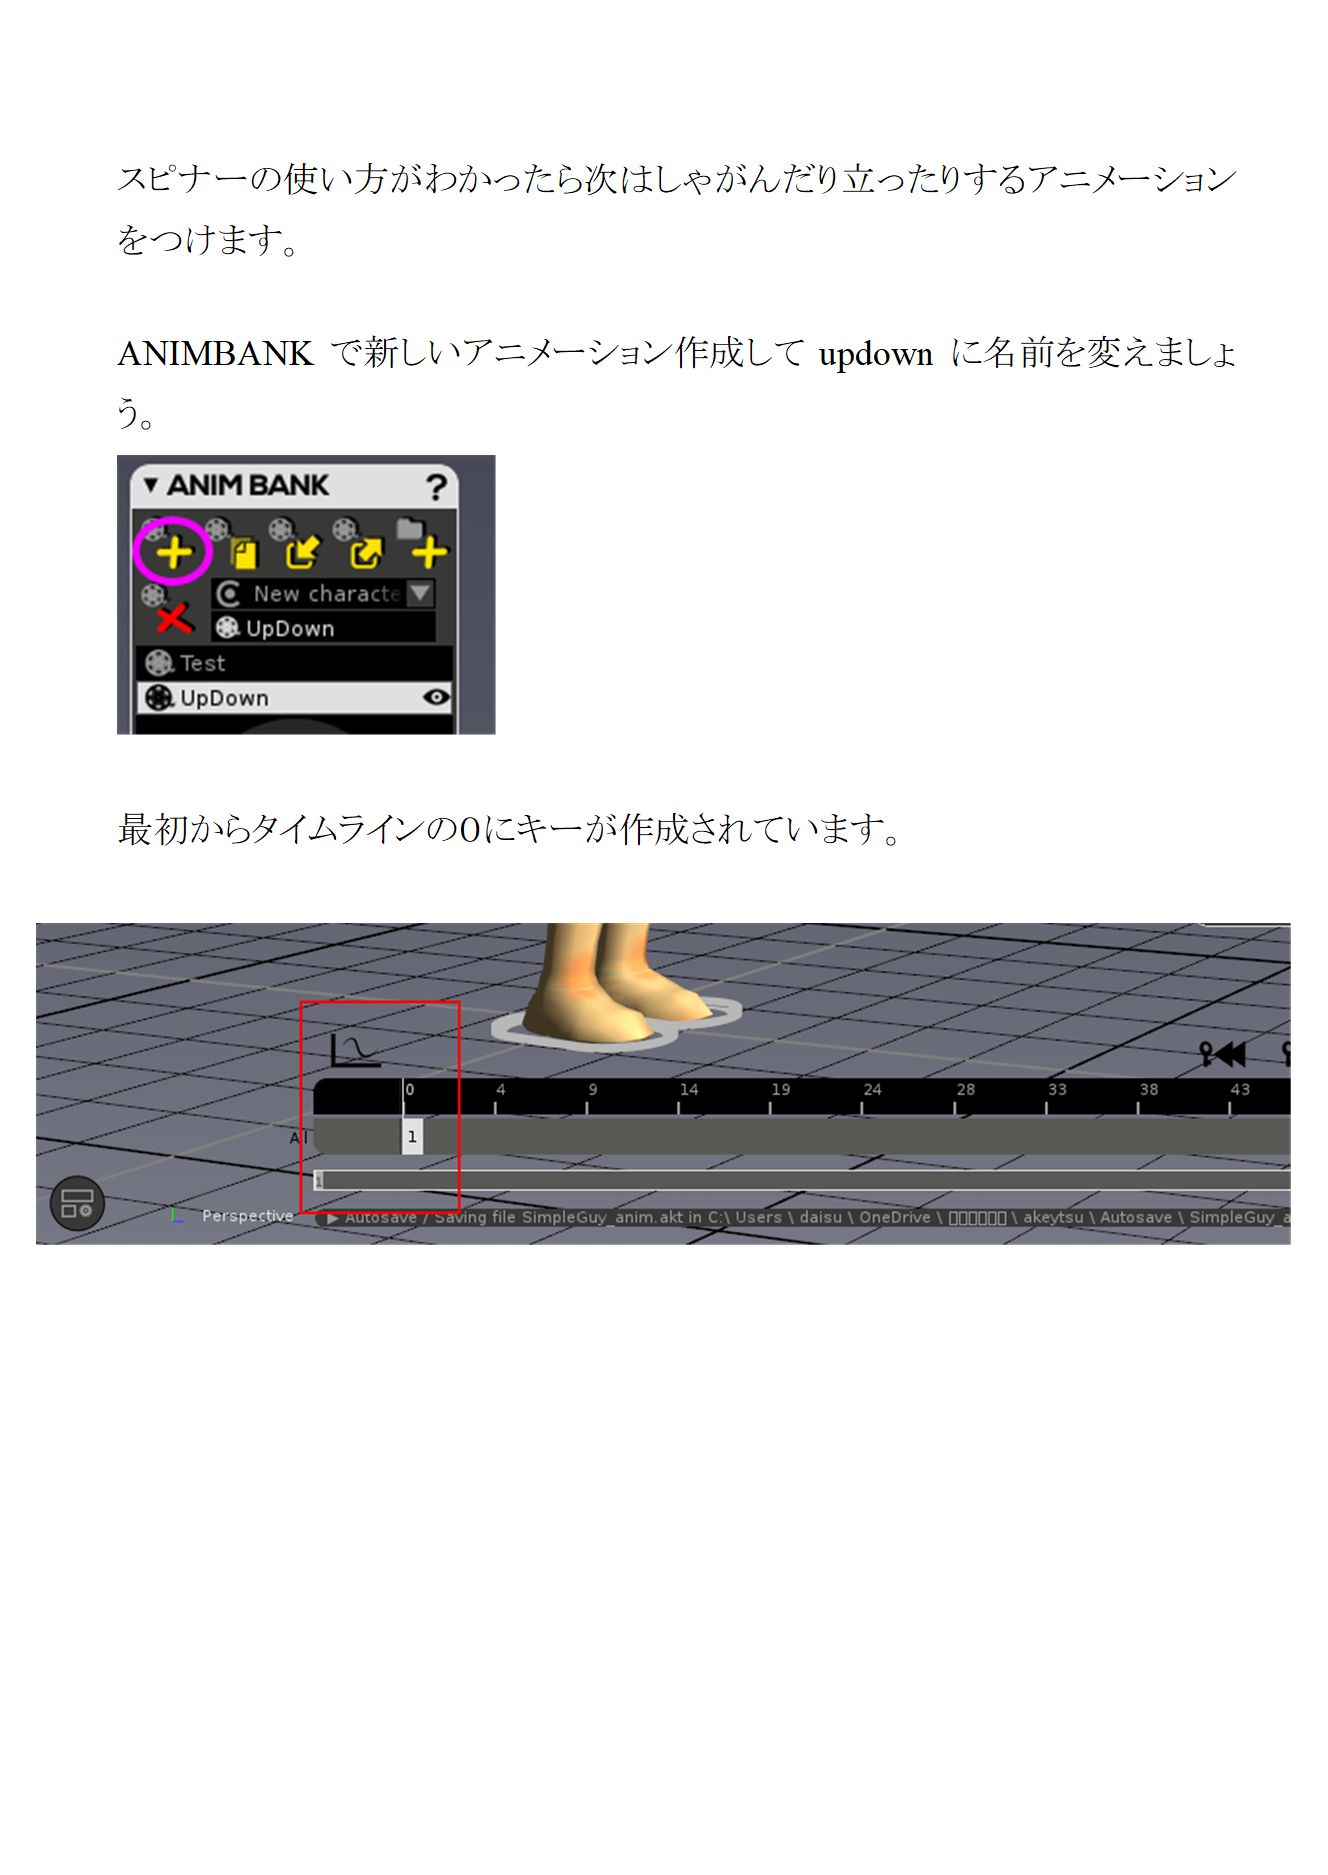 スピナーの使い方がわかったら次はしゃがんだり立ったりするアニメーション
をつけます。
ANIMBANK で新しいアニメーション作成して updown に名前を変えましょ
う。
▼ ANIM BANK ?
New characte
UpDown
Test
UpDown
最初からタイムラインの0にキーが作成されています。
0 4 9 14 19 24 28 33 38 43
All 1
1
Perspective ▶ Autosave / Saving file SimpleGuy_anim.akt in C:\ Users \ daisu \ OneDrive \ □□□□□□ \ akeytsu \ Autosave \ SimpleGuy_a